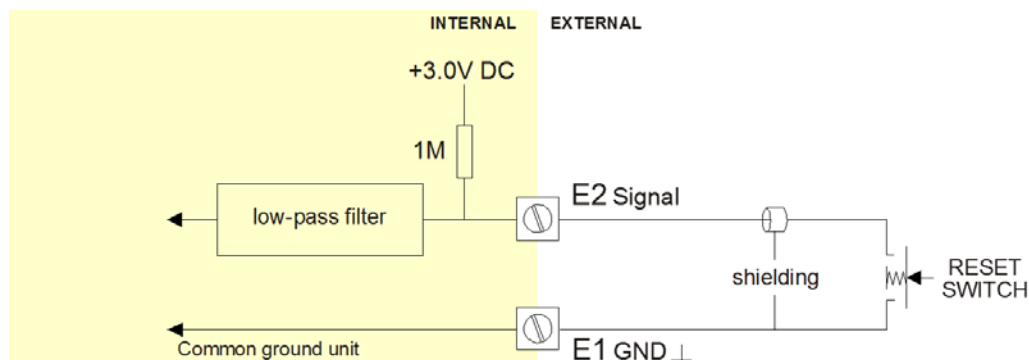 INTERNAL EXTERNAL
+3.0V DC
1M
E2 Signal
low-pass filter
shielding
RESET
SWITCH
Common ground unit
E1 GND ⊥